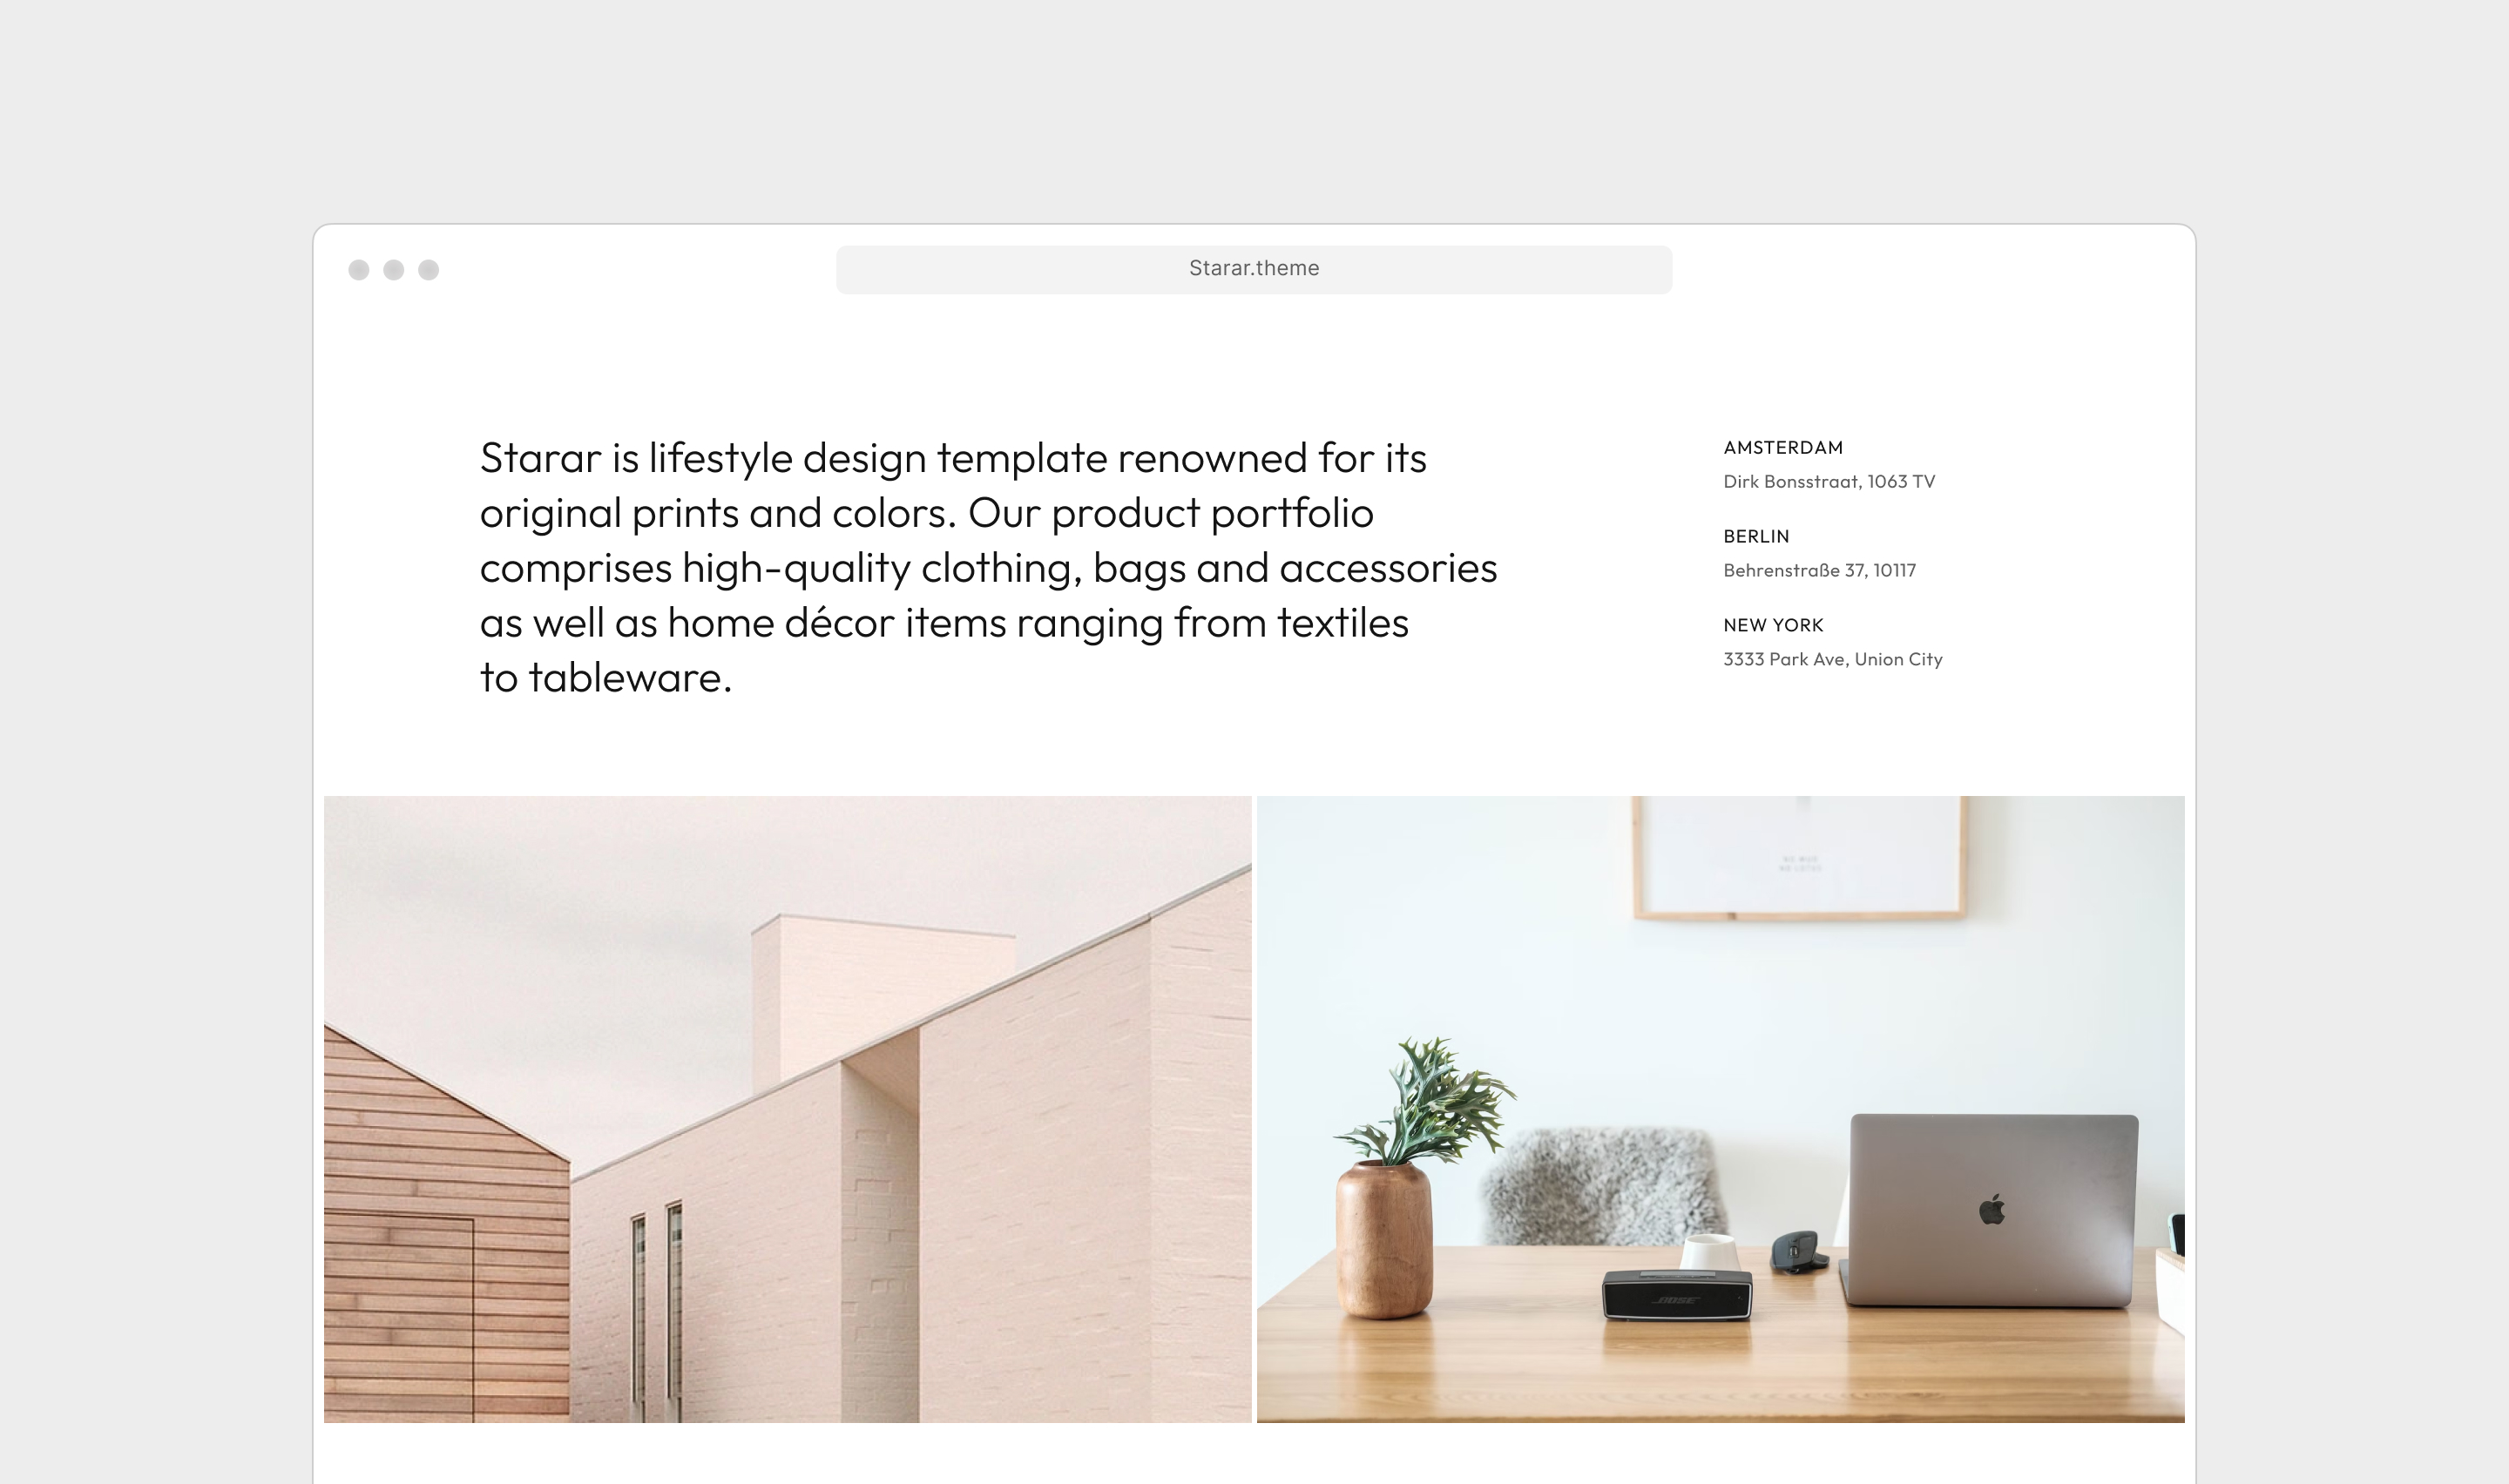 Starar.theme
Starar is lifestyle design template renowned for its
original prints and colors. Our product portfolio
comprises high-quality clothing, bags and accessories
as well as home décor items ranging from textiles
to tableware.
AMSTERDAM
Dirk Bonsstraat, 1063 TV
BERLIN
Behrenstraße 37, 10117
NEW YORK
3333 Park Ave, Union City
BOSE